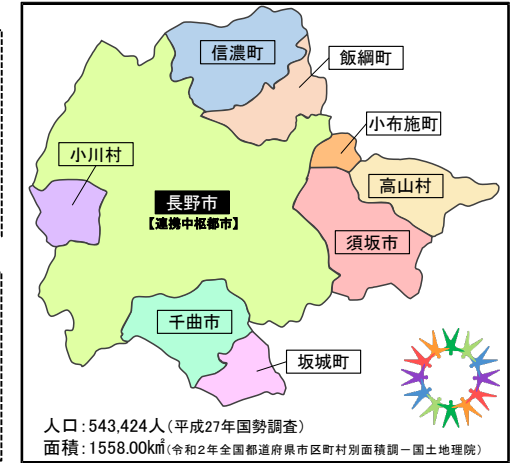 信濃町
飯綱町
小布施町
小川村
高山村
長野市
【連携中枢都市】
須坂市
千曲市
坂城町
人口：543,424人（平成27年国勢調査）
面積：1558.00㎢（令和２年全国都道府県市区町村別面積調－国土地理院）